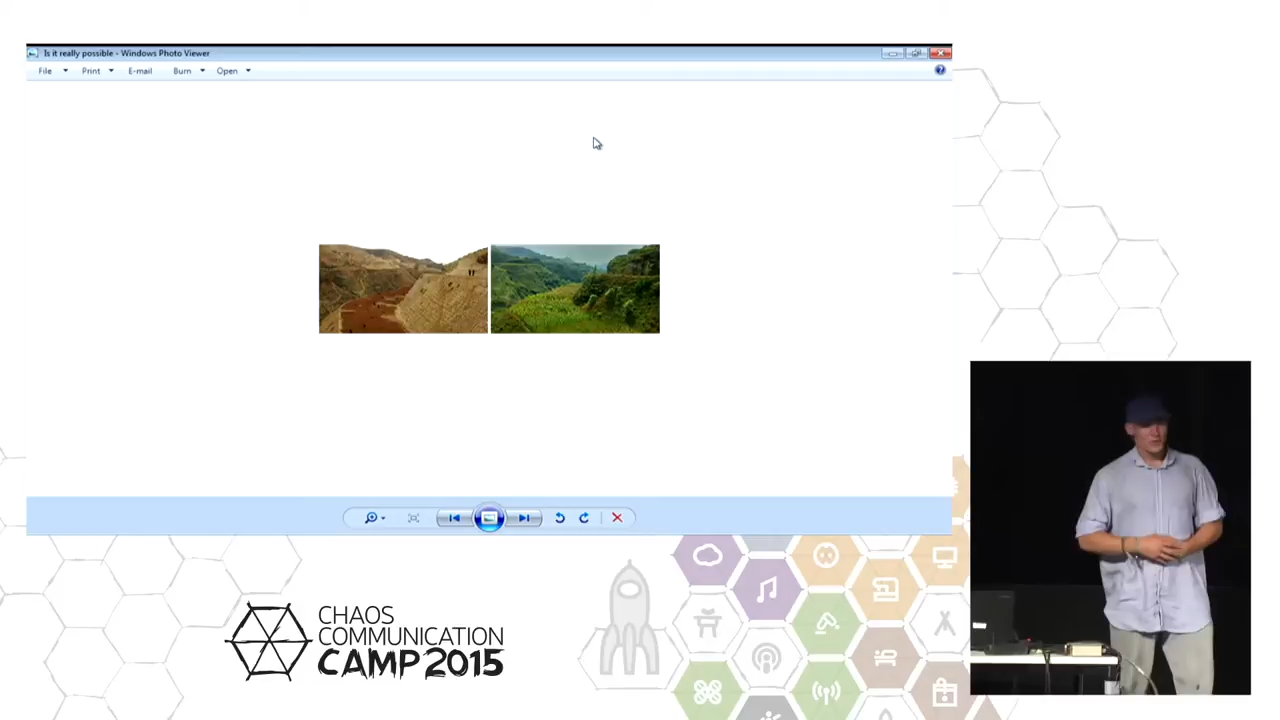 Is it really possible - Windows Photo Viewer
File Print E-mail Burn Open
CHAOS
COMMUNICATION
CAMP 2015